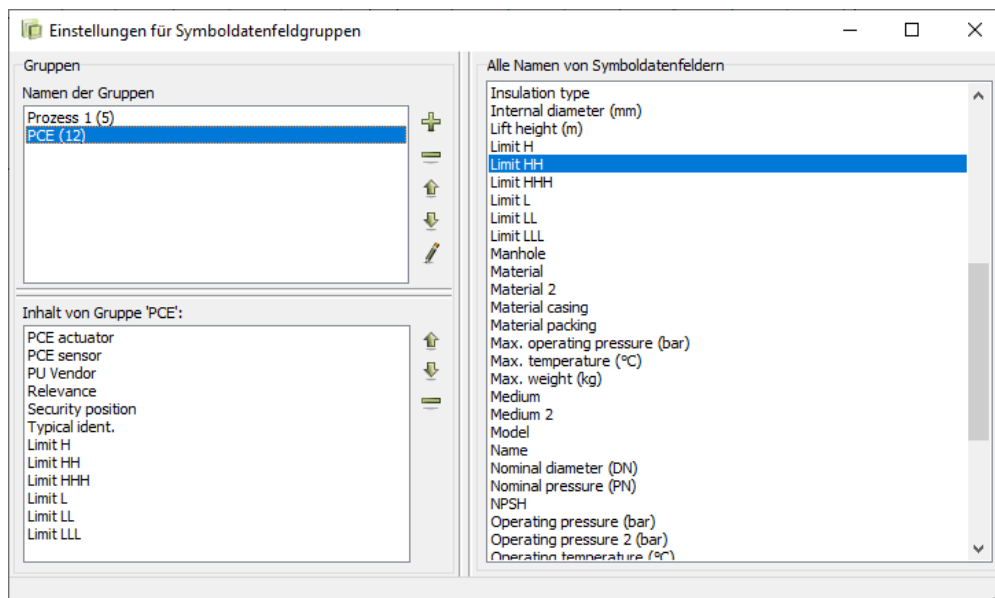 Einstellungen für Symboldatenfeldgruppen
Gruppen
Namen der Gruppen
Prozess 1 (5)
PCE (12)
Inhalt von Gruppe 'PCE':
PCE actuator
PCE sensor
PU Vendor
Relevance
Security position
Typical ident.
Limit H
Limit HH
Limit HHH
Limit L
Limit LL
Limit LLL
Alle Namen von Symboldatenfeldern
Insulation type
Internal diameter (mm)
Lift height (m)
Limit H
Limit HH
Limit HHH
Limit L
Limit LL
Limit LLL
Manhole
Material
Material 2
Material casing
Material packing
Max. operating pressure (bar)
Max. temperature (°C)
Max. weight (kg)
Medium
Medium 2
Model
Name
Nominal diameter (DN)
Nominal pressure (PN)
NPSH
Operating pressure (bar)
Operating pressure 2 (bar)
Operating temperature (°C)